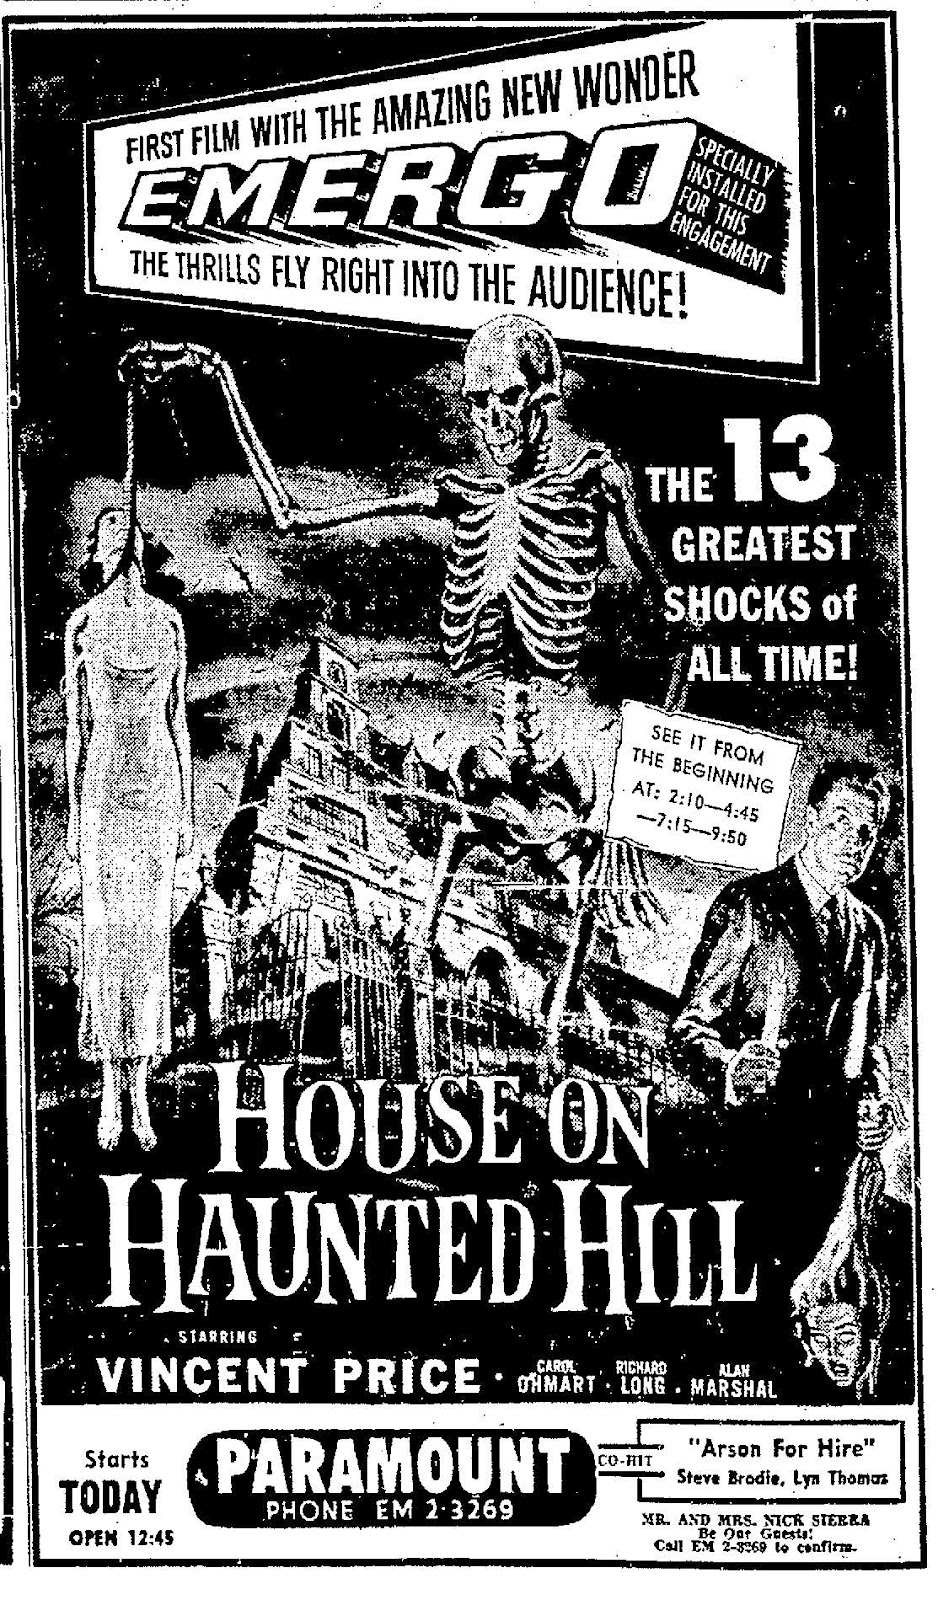 FIRST FILM WITH THE AMAZING NEW WONDER
EMERGO
SPECIALLY
INSTALLED
FOR THIS
ENGAGEMENT
THE THRILLS FLY RIGHT INTO THE AUDIENCE!
THE 13
GREATEST
SHOCKS of
ALL TIME!
SEE IT FROM
THE BEGINNING
AT: 2:10—4:45
—7:15—9:50
HOUSE ON
HAUNTED HILL
STARRING
VINCENT PRICE • CAROL OHMART • RICHARD LONG • ALAN MARSHAL
Starts
TODAY
OPEN 12:45
PARAMOUNT
PHONE EM 2-3269
CO-HIT
"Arson For Hire"
Steve Brodie, Lyn Thomas
MR. AND MRS. NICK SIERRA
Be Our Guests!
Call EM 2-3269 to confirm.